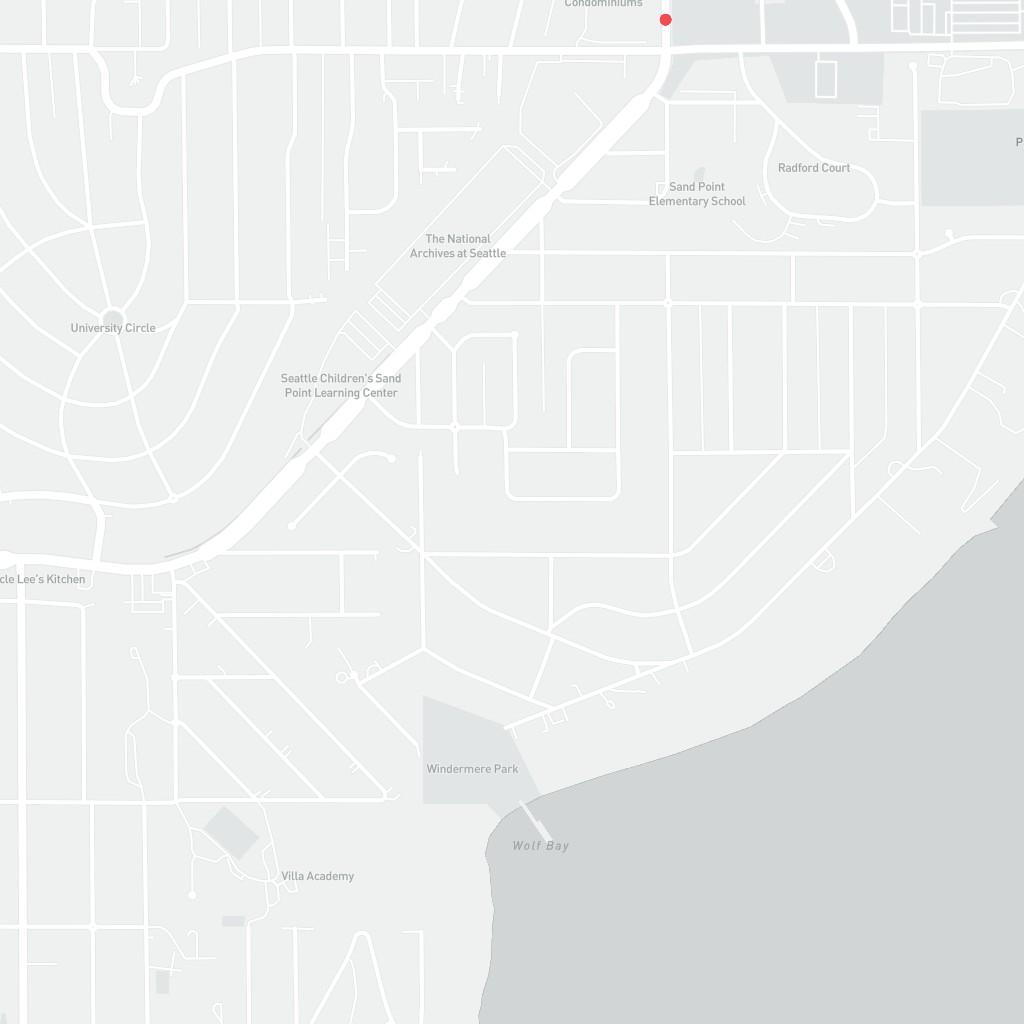 Condominiums
Radford Court
Sand Point
Elementary School
The National
Archives at Seattle
University Circle
Seattle Children's Sand
Point Learning Center
cle Lee's Kitchen
Windermere Park
Wolf Bay
Villa Academy
P